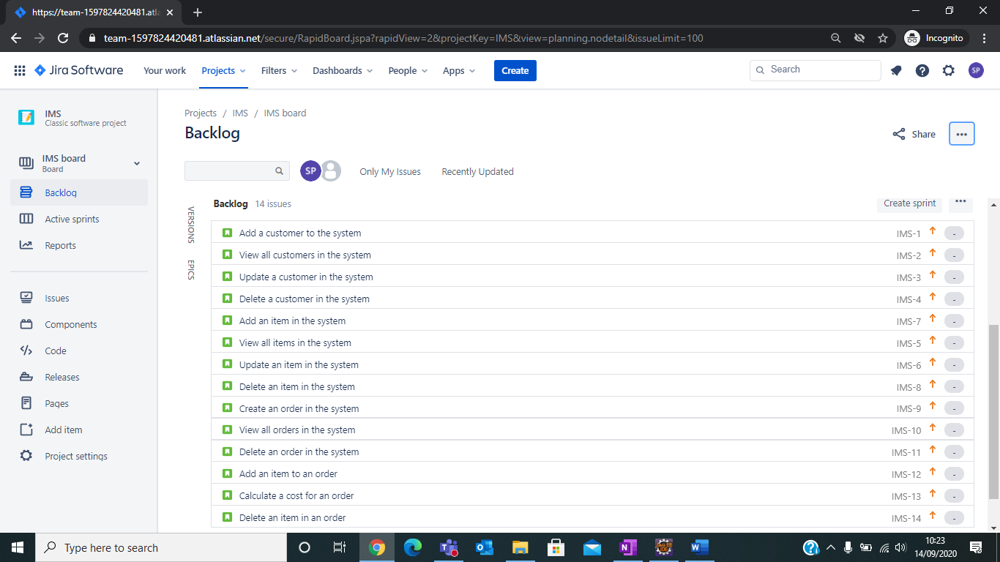 https://team-1597824420481.atla
team-1597824420481.atlassian.net/secure/RapidBoard.jspa?rapidView=2&projectKey=IMS&view=planning.nodetail&issueLimit=100
Incognito
Jira Software
Your work
Projects
Filters
Dashboards
People
Apps
Create
Search
SP
IMS
Classic software project
IMS board
Board
Backlog
Active sprints
Reports
Issues
Components
Code
Releases
Pages
Add item
Project settings
Projects / IMS / IMS board
Backlog
Share
SP
Only My Issues
Recently Updated
VERSIONS
EPICS
Backlog 14 issues
Create sprint
Add a customer to the system IMS-1 -
View all customers in the system IMS-2 -
Update a customer in the system IMS-3 -
Delete a customer in the system IMS-4 -
Add an item in the system IMS-7 -
View all items in the system IMS-5 -
Update an item in the system IMS-6 -
Delete an item in the system IMS-8 -
Create an order in the system IMS-9 -
View all orders in the system IMS-10 -
Delete an order in the system IMS-11 -
Add an item to an order IMS-12 -
Calculate a cost for an order IMS-13 -
Delete an item in an order IMS-14 -
Type here to search
10:23
14/09/2020